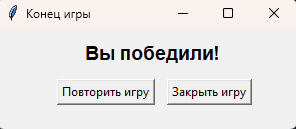 Конец игры
Вы победили!
Повторить игру Закрыть игру